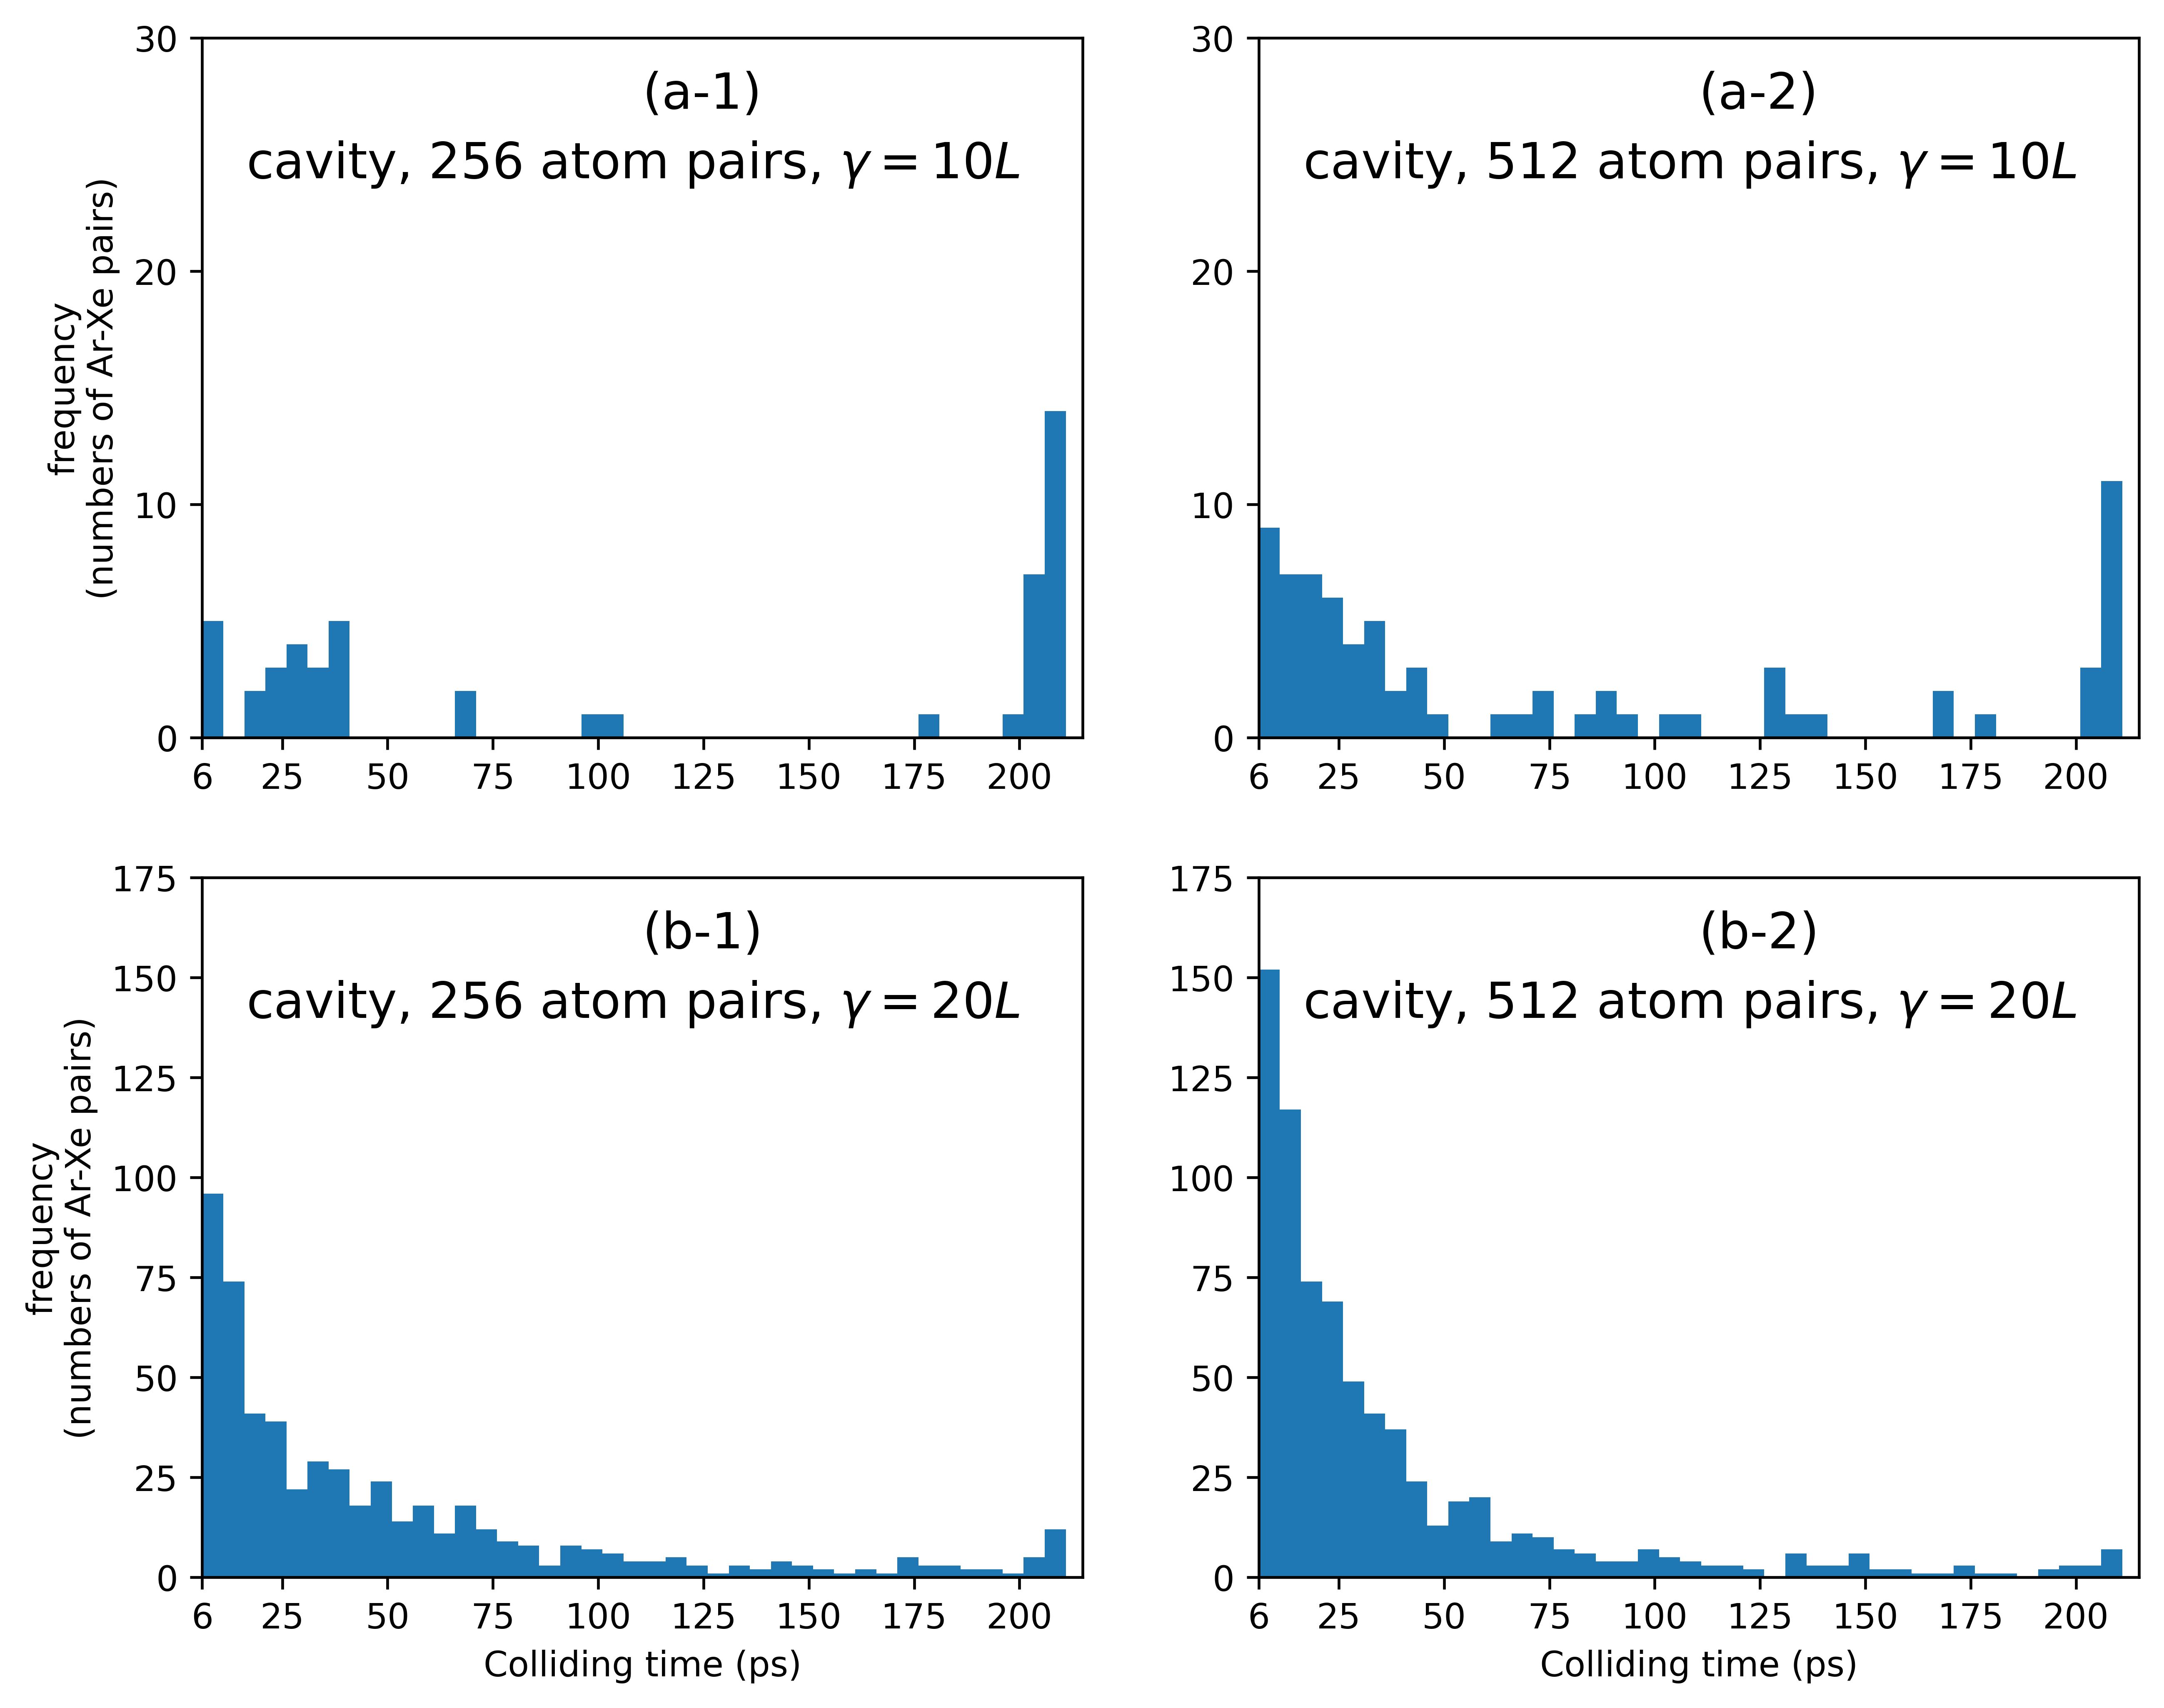 (a-1)
cavity, 256 atom pairs, γ = 10L
30
20
10
0
frequency
(numbers of Ar-Xe pairs)
6 25 50 75 100 125 150 175 200
(a-2)
cavity, 512 atom pairs, γ = 10L
30
20
10
0
6 25 50 75 100 125 150 175 200
(b-1)
cavity, 256 atom pairs, γ = 20L
175
150
125
100
75
50
25
0
frequency
(numbers of Ar-Xe pairs)
6 25 50 75 100 125 150 175 200
Colliding time (ps)
(b-2)
cavity, 512 atom pairs, γ = 20L
175
150
125
100
75
50
25
0
6 25 50 75 100 125 150 175 200
Colliding time (ps)